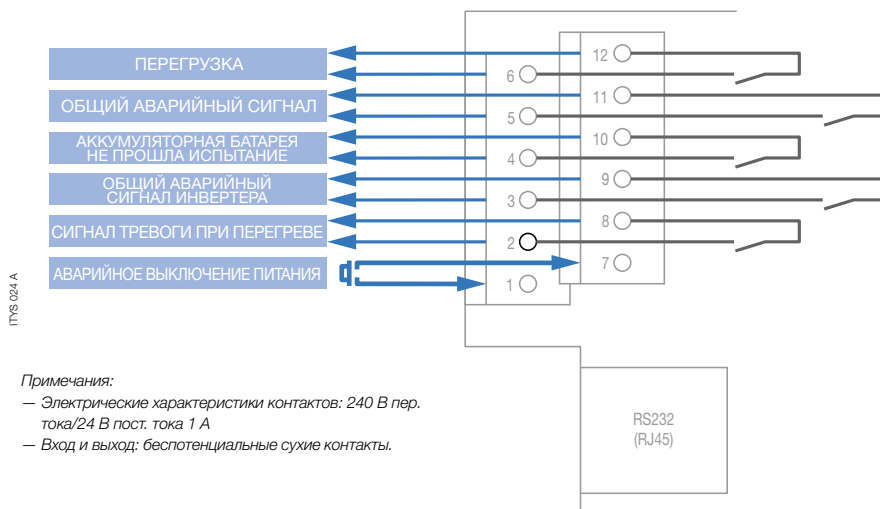 ПЕРЕГРУЗКА
ОБЩИЙ АВАРИЙНЫЙ СИГНАЛ
АККУМУЛЯТОРНАЯ БАТАРЕЯ
НЕ ПРОШЛА ИСПЫТАНИЕ
ОБЩИЙ АВАРИЙНЫЙ
СИГНАЛ ИНВЕРТЕРА
СИГНАЛ ТРЕВОГИ ПРИ ПЕРЕГРЕВЕ
АВАРИЙНОЕ ВЫКЛЮЧЕНИЕ ПИТАНИЯ
6
5
4
3
2
1
12
11
10
9
8
7
ITYS 024 A
Примечания:
— Электрические характеристики контактов: 240 В пер.
тока/24 В пост. тока 1 А
— Вход и выход: беспотенциальные сухие контакты.
RS232
(RJ45)